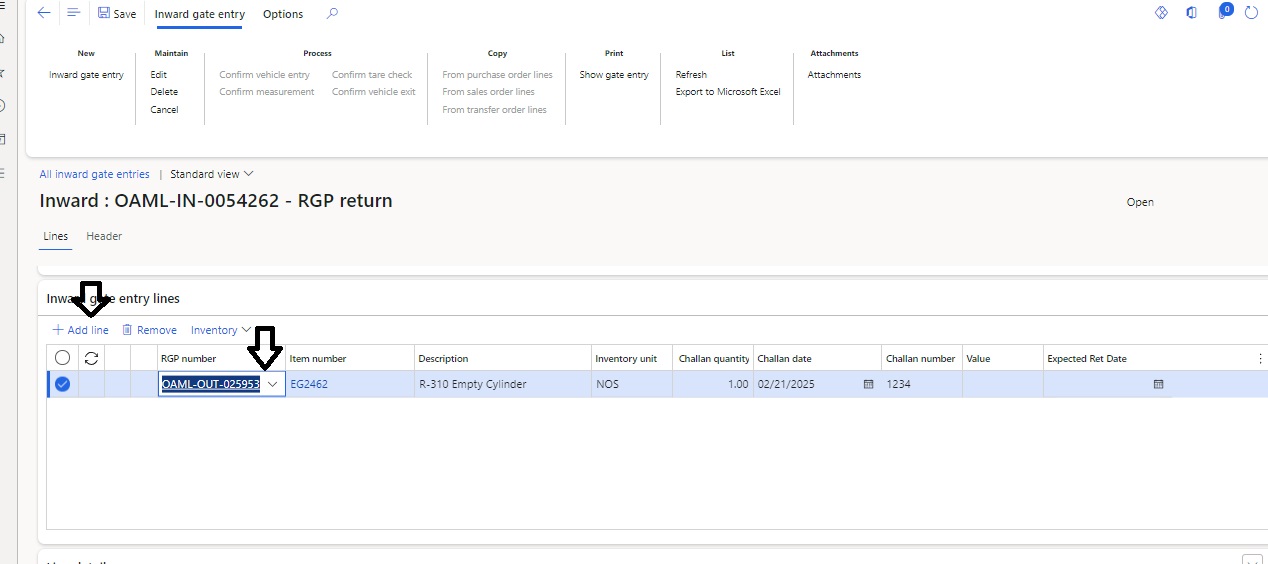 Save Inward gate entry Options 0
New Maintain Process Copy Print List Attachments
Inward gate entry Edit Confirm vehicle entry Confirm tare check From purchase order lines Show gate entry Refresh Attachments
Delete Confirm measurement Confirm vehicle exit From sales order lines Export to Microsoft Excel
Cancel From transfer order lines
All inward gate entries | Standard view
Inward : OAML-IN-0054262 - RGP return
Open
Lines Header
Inward gate entry lines
Add line Remove Inventory
RGP number Item number Description Inventory unit Challan quantity Challan date Challan number Value Expected Ret Date
OAML-OUT-025953 EG2462 R-310 Empty Cylinder NOS 1.00 02/21/2025 1234